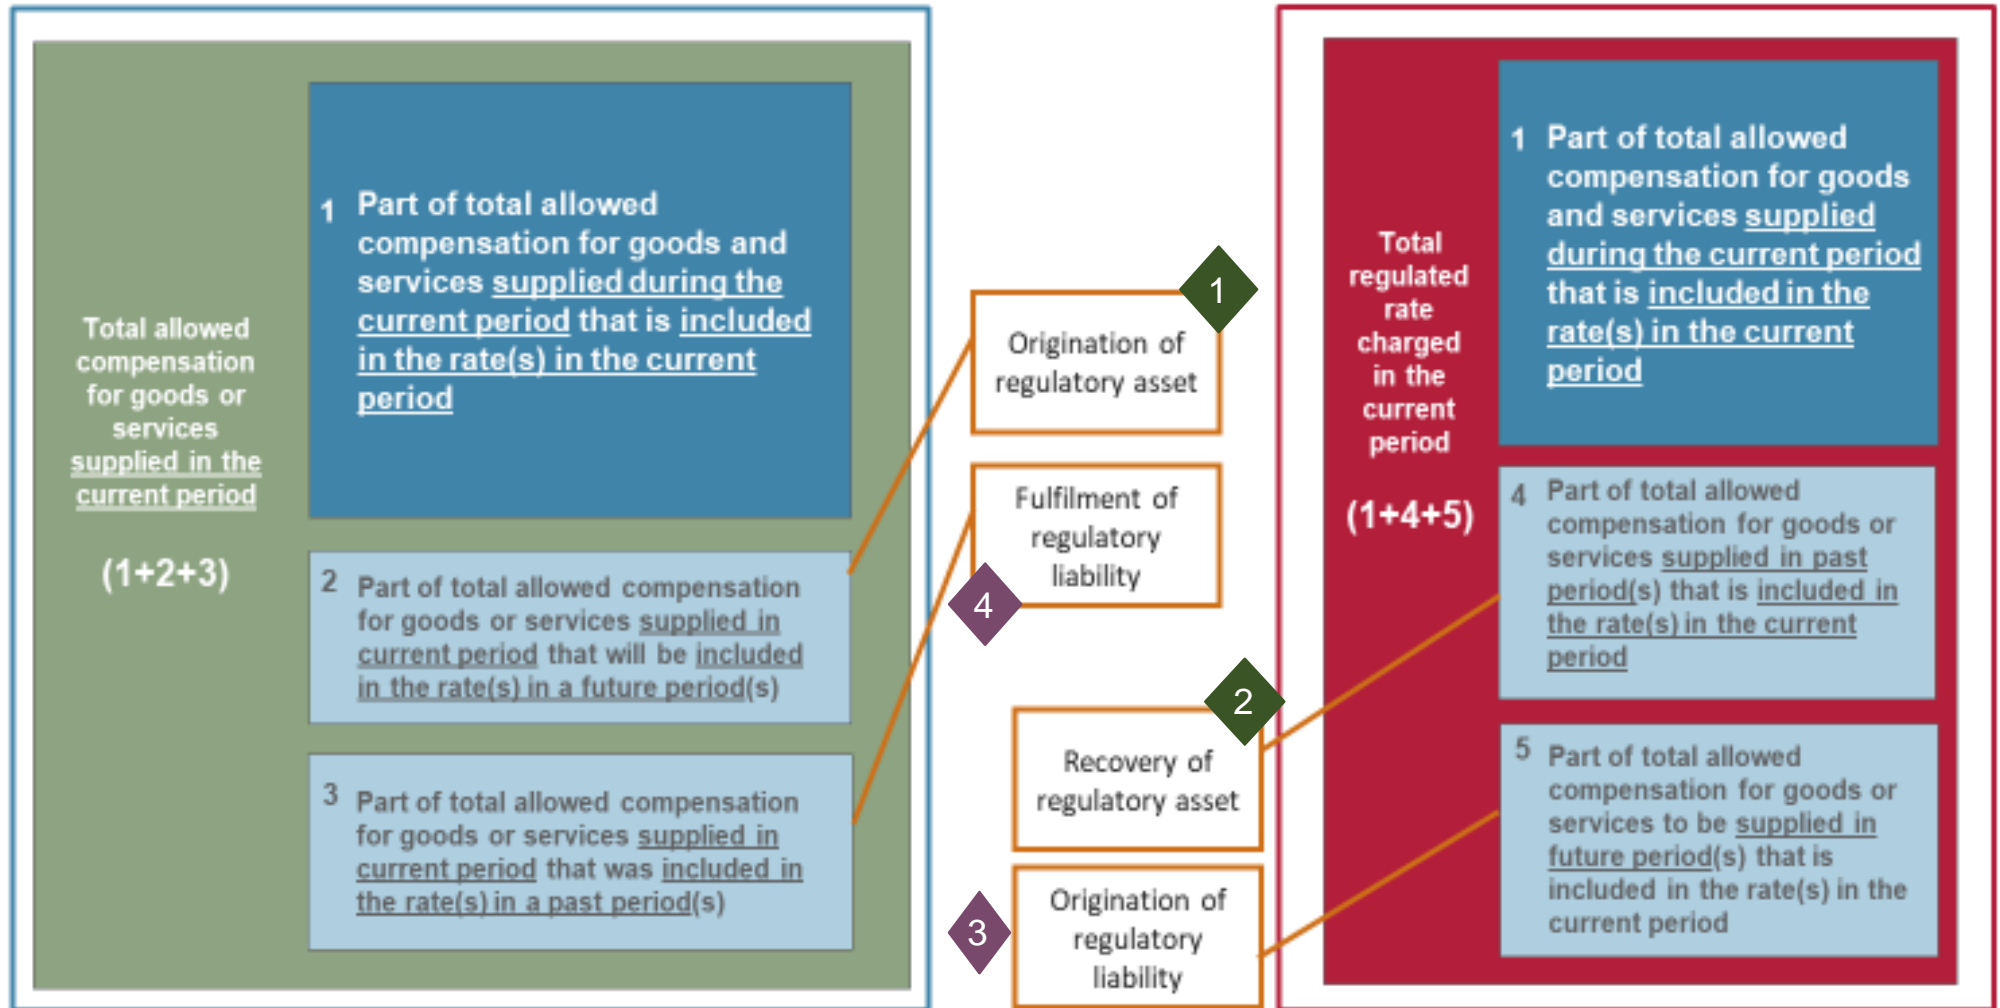 Total allowed
compensation
for goods or
services
supplied in the
current period
(1+2+3)
1
Part of total allowed
compensation for goods and
services supplied during the
current period that is included
in the rate(s) in the current
period
2
Part of total allowed compensation
for goods or services supplied in
current period that will be included
in the rate(s) in a future period(s)
3
Part of total allowed compensation
for goods or services supplied in
current period that was included in
the rate(s) in a past period(s)
1
Origination of
regulatory asset
Fulfilment of
regulatory
liability
4
2
Recovery of
regulatory asset
3
Origination of
regulatory
liability
Total
regulated
rate
charged
in the
current
period
(1+4+5)
1
Part of total allowed
compensation for goods
and services supplied
during the current period
that is included in the
rate(s) in the current
period
4
Part of total allowed
compensation for goods or
services supplied in past
period(s) that is included in
the rate(s) in the current
period
5
Part of total allowed
compensation for goods or
services to be supplied in
future period(s) that is
included in the rate(s) in the
current period